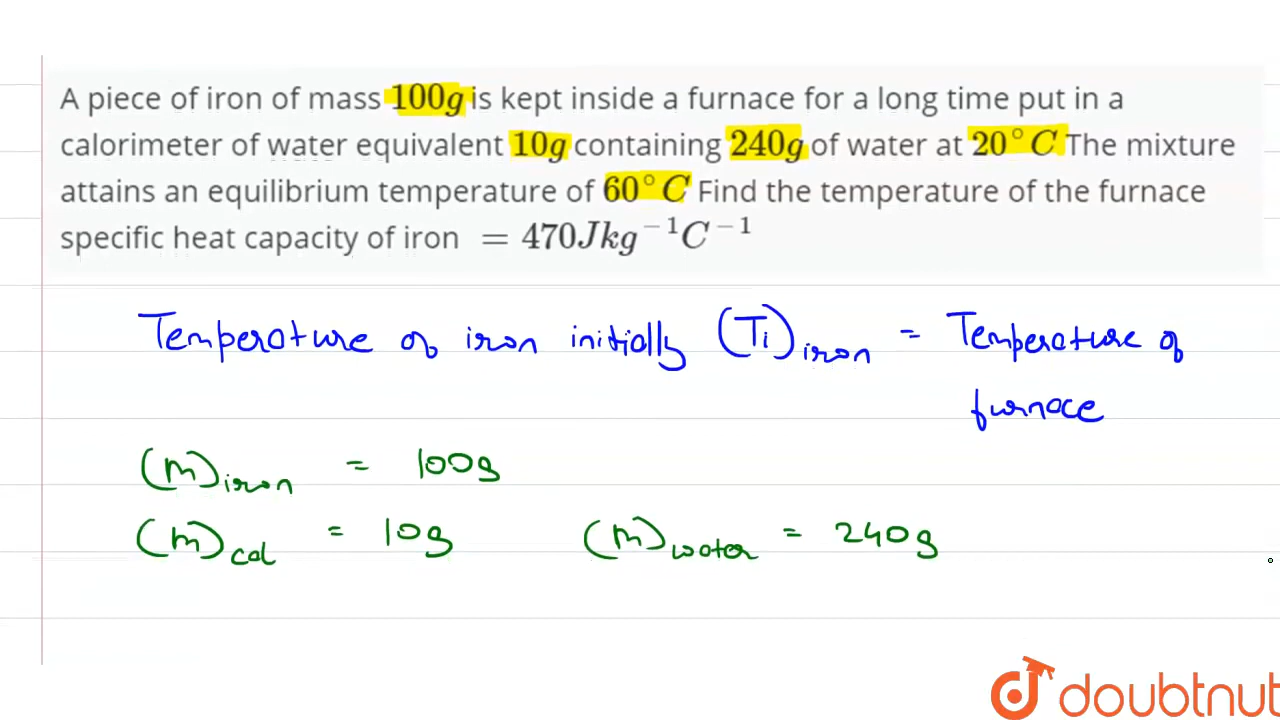 A piece of iron of mass 100g is kept inside a furnace for a long time put in a
calorimeter of water equivalent 10g containing 240g of water at 20°C The mixture
attains an equilibrium temperature of 60°C Find the temperature of the furnace
specific heat capacity of iron = 470Jkg⁻¹C⁻¹
Temperature of iron initially (Ti)iron = Temperature of
furnace
(m)iron = 100g
(m)cal = 10g (m)water = 240g
doubtnut